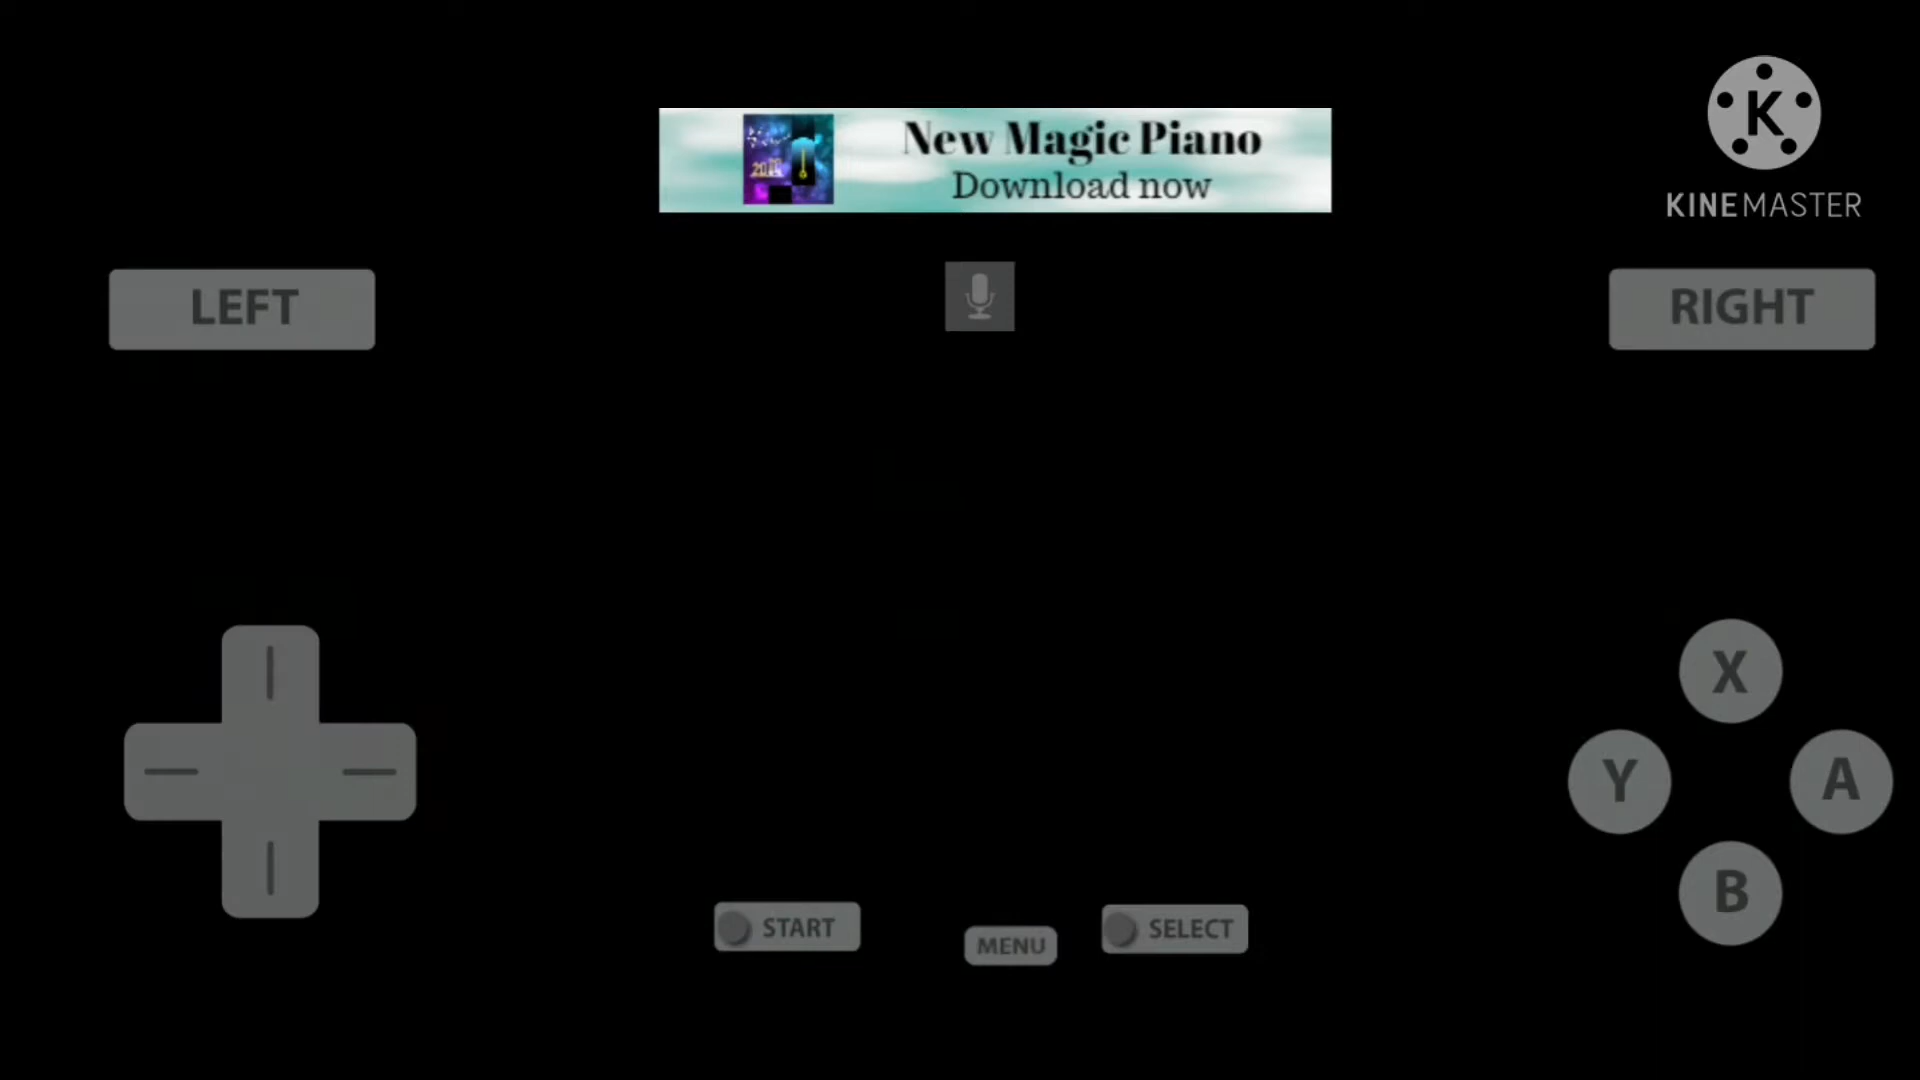 New Magic Piano
Download now
K
KINEMASTER
LEFT
RIGHT
X
Y
A
B
START
SELECT
MENU